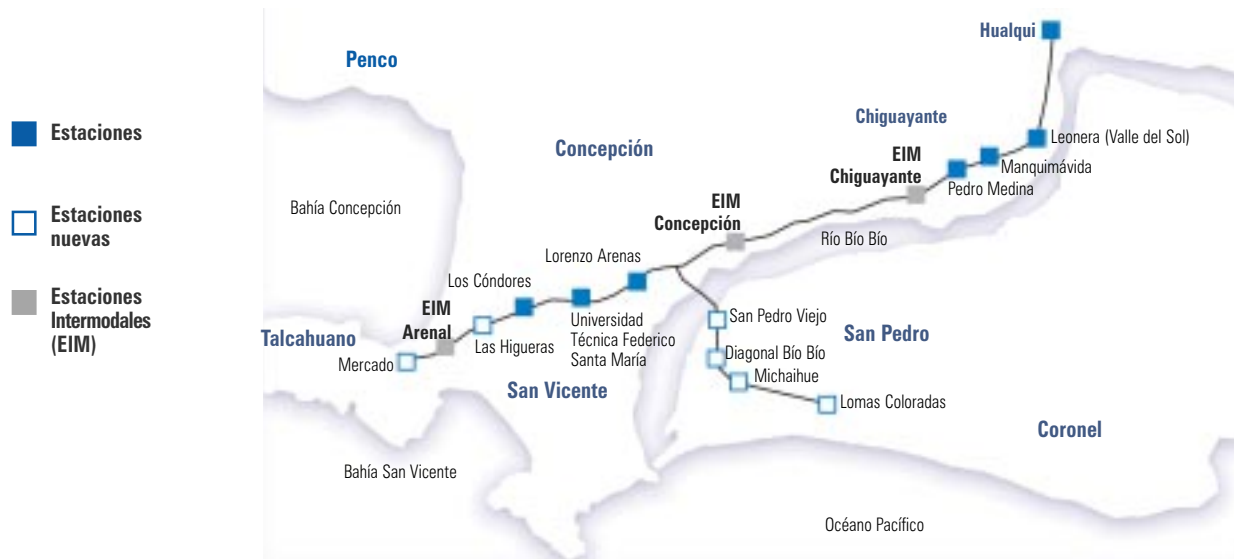 Estaciones
Estaciones
nuevas
Estaciones
Intermodales
(EIM)
Hualqui
Penco
Chiguayante
Leonera (Valle del Sol)
Concepción
EIM
Chiguayante
Manquimávida
Pedro Medina
EIM
Concepción
Bahía Concepción
Río Bío Bío
Lorenzo Arenas
Los Cóndores
EIM
Arenal
San Pedro Viejo
Universidad
Técnica Federico
Santa María
San Pedro
Talcahuano
Las Higueras
Mercado
Diagonal Bío Bío
Michaihue
San Vicente
Lomas Coloradas
Coronel
Bahía San Vicente
Océano Pacífico